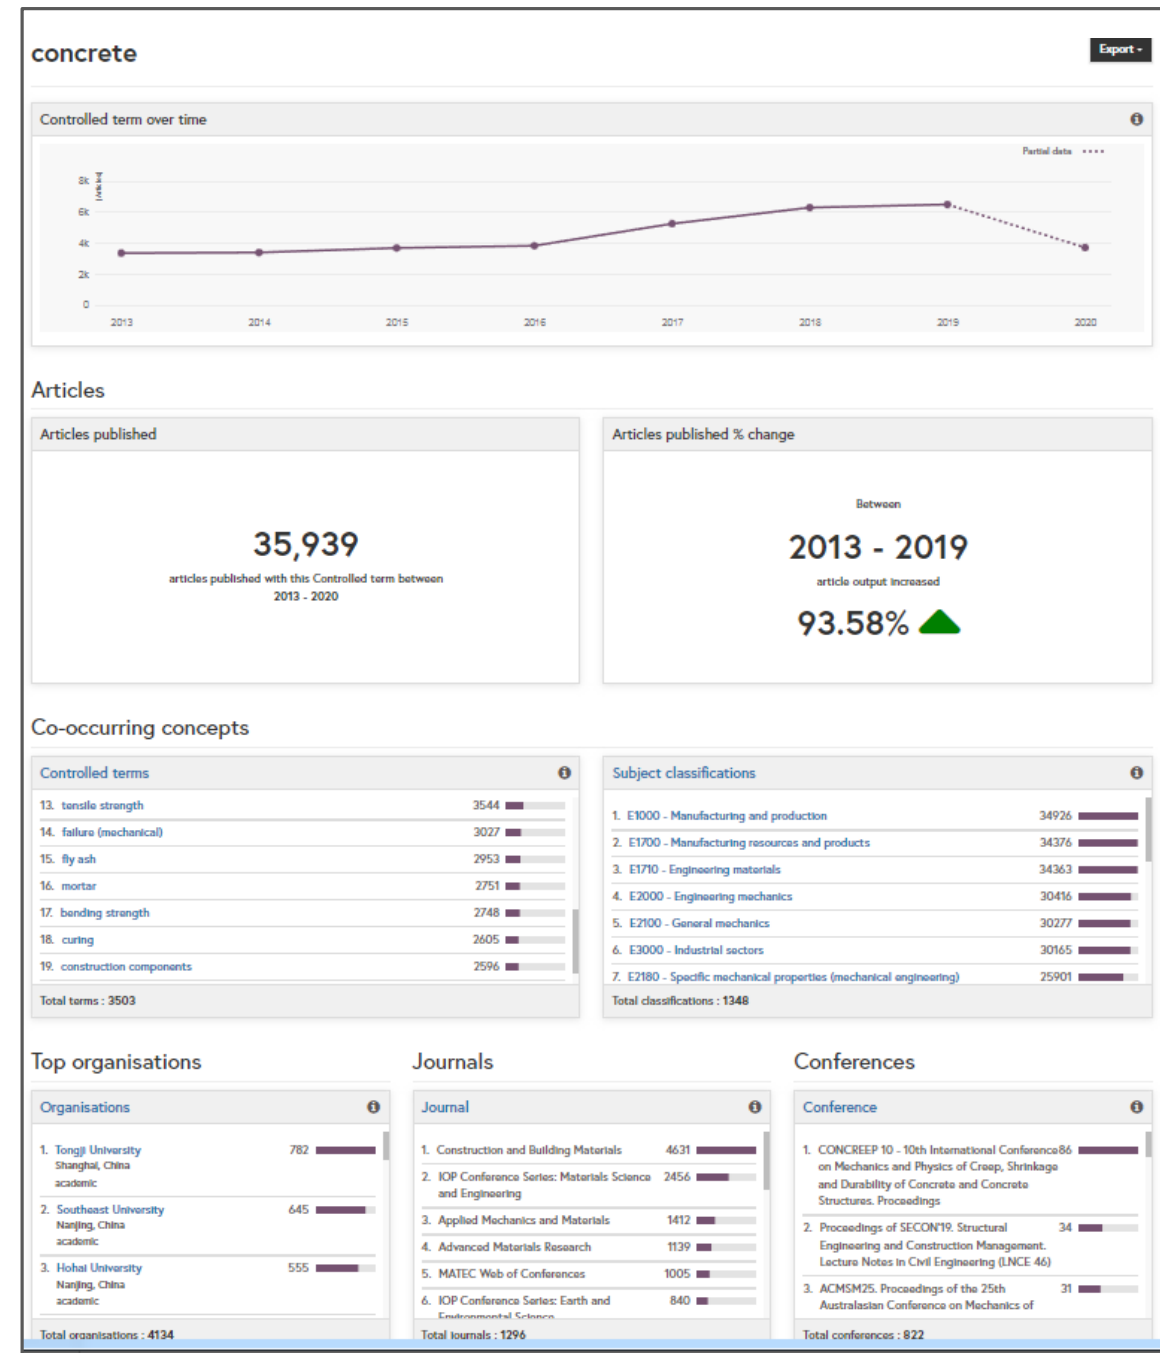 concrete
Export
Controlled term over time
Partial data
[Articles]
8k
6k
4k
2k
0
2013 2014 2015 2016 2017 2018 2019 2020
Articles
Articles published
35,939
articles published with this Controlled term between
2013 - 2020
Articles published % change
Between
2013 - 2019
article output increased
93.58%
Co-occurring concepts
Controlled terms
13. tensile strength 3544
14. failure (mechanical) 3027
15. fly ash 2953
16. mortar 2751
17. bending strength 2748
18. curing 2605
19. construction components 2596
Total terms : 3503
Subject classifications
1. E1000 - Manufacturing and production 34926
2. E1700 - Manufacturing resources and products 34376
3. E1710 - Engineering materials 34363
4. E2000 - Engineering mechanics 30416
5. E2100 - General mechanics 30277
6. E3000 - Industrial sectors 30165
7. E2180 - Specific mechanical properties (mechanical engineering) 25901
Total classifications : 1348
Top organisations
Organisations
1. Tongji University 782
Shanghai, China
academic
2. Southeast University 645
Nanjing, China
academic
3. Hohai University 555
Nanjing, China
academic
Total organisations : 4134
Journals
Journal
1. Construction and Building Materials 4631
2. IOP Conference Series: Materials Science 2456
and Engineering
3. Applied Mechanics and Materials 1412
4. Advanced Materials Research 1139
5. MATEC Web of Conferences 1005
6. IOP Conference Series: Earth and 840
Environmental Science
Total journals : 1296
Conferences
Conference
1. CONCREEP 10 - 10th International Conference 86
on Mechanics and Physics of Creep, Shrinkage
and Durability of Concrete and Concrete
Structures. Proceedings
2. Proceedings of SECON'19. Structural 34
Engineering and Construction Management.
Lecture Notes in Civil Engineering (LNCE 46)
3. ACMSM25. Proceedings of the 25th 31
Australasian Conference on Mechanics of
Total conferences : 822